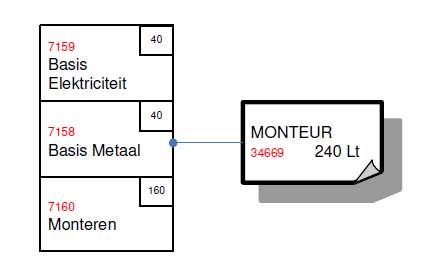 40
7159
Basis
Elektriciteit
40
7158
Basis Metaal
160
7160
Monteren
MONTEUR
34669 240 Lt